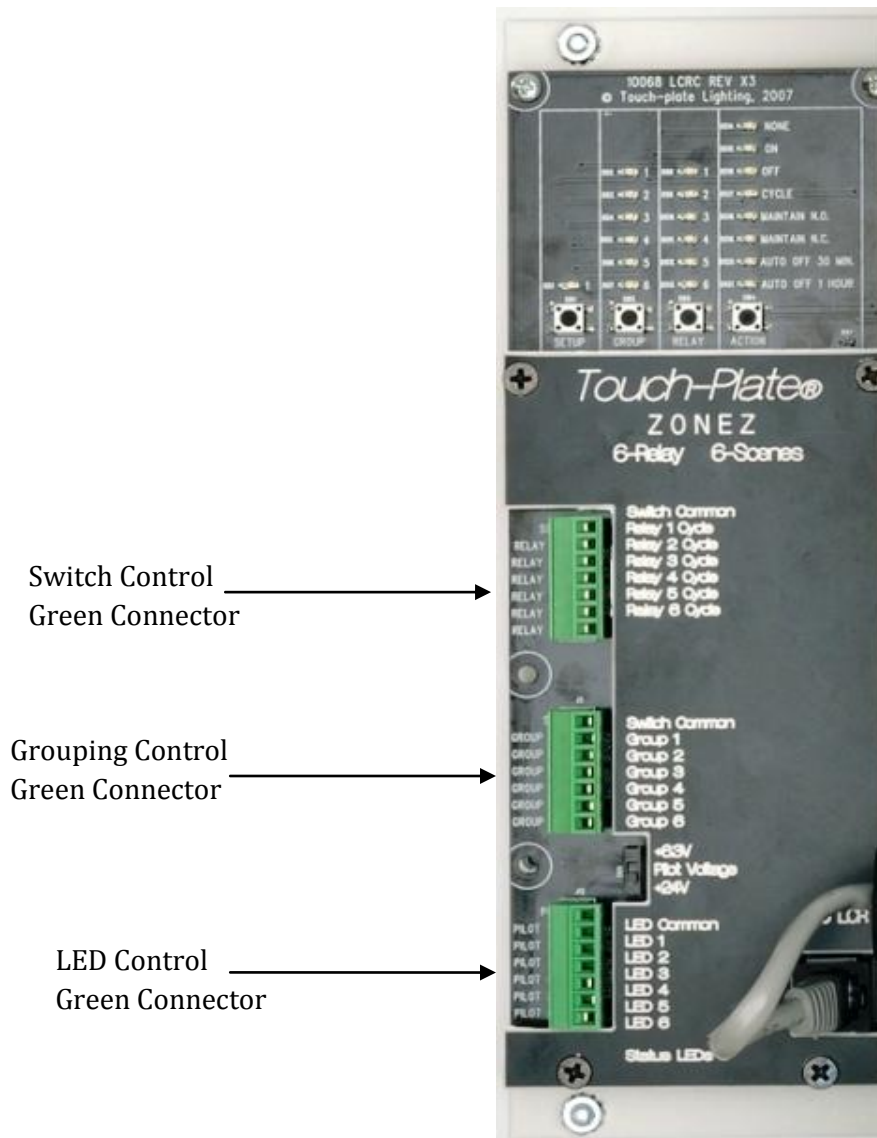 10068 LCRC REV X3
© Touch-plate Lighting, 2007
NONE
ON
1 1 OFF
2 2 CYCLE
3 3 MAINTAIN N.O.
4 4 MAINTAIN N.C.
5 5 AUTO OFF 30 MIN.
1 6 6 AUTO OFF 1 HOUR
SETUP GROUP RELAY ACTION
Touch-Plate®
ZONEZ
6-Relay 6-Scenes
Switch Common
Relay 1 Cycle
RELAY Relay 2 Cycle
RELAY Relay 3 Cycle
RELAY Relay 4 Cycle
RELAY Relay 5 Cycle
RELAY Relay 6 Cycle
RELAY
Switch Control
Green Connector
Switch Common
GROUP Group 1
GROUP Group 2
GROUP Group 3
GROUP Group 4
GROUP Group 5
GROUP Group 6
Grouping Control
Green Connector
+6.3V
Pilot Voltage
+24V
LED Common
PILOT LED 1
PILOT LED 2
PILOT LED 3
PILOT LED 4
PILOT LED 5
PILOT LED 6
LED Control
Green Connector
LCR
Status LEDs